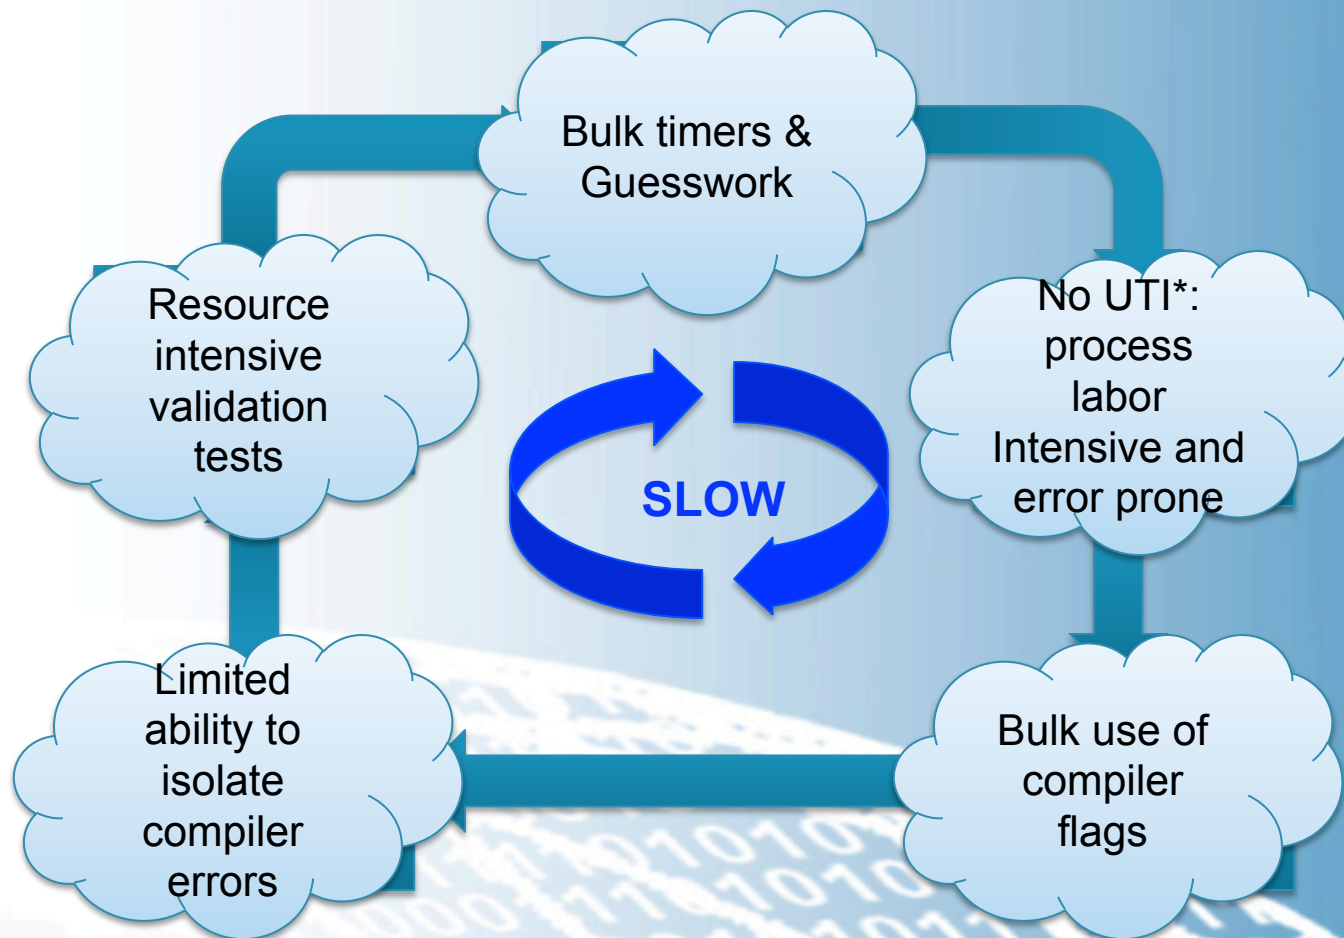 Bulk timers &
Guesswork
No UTI*:
process
labor
Intensive and
error prone
Resource
intensive
validation
tests
SLOW
Limited
ability to
isolate
compiler
errors
Bulk use of
compiler
flags